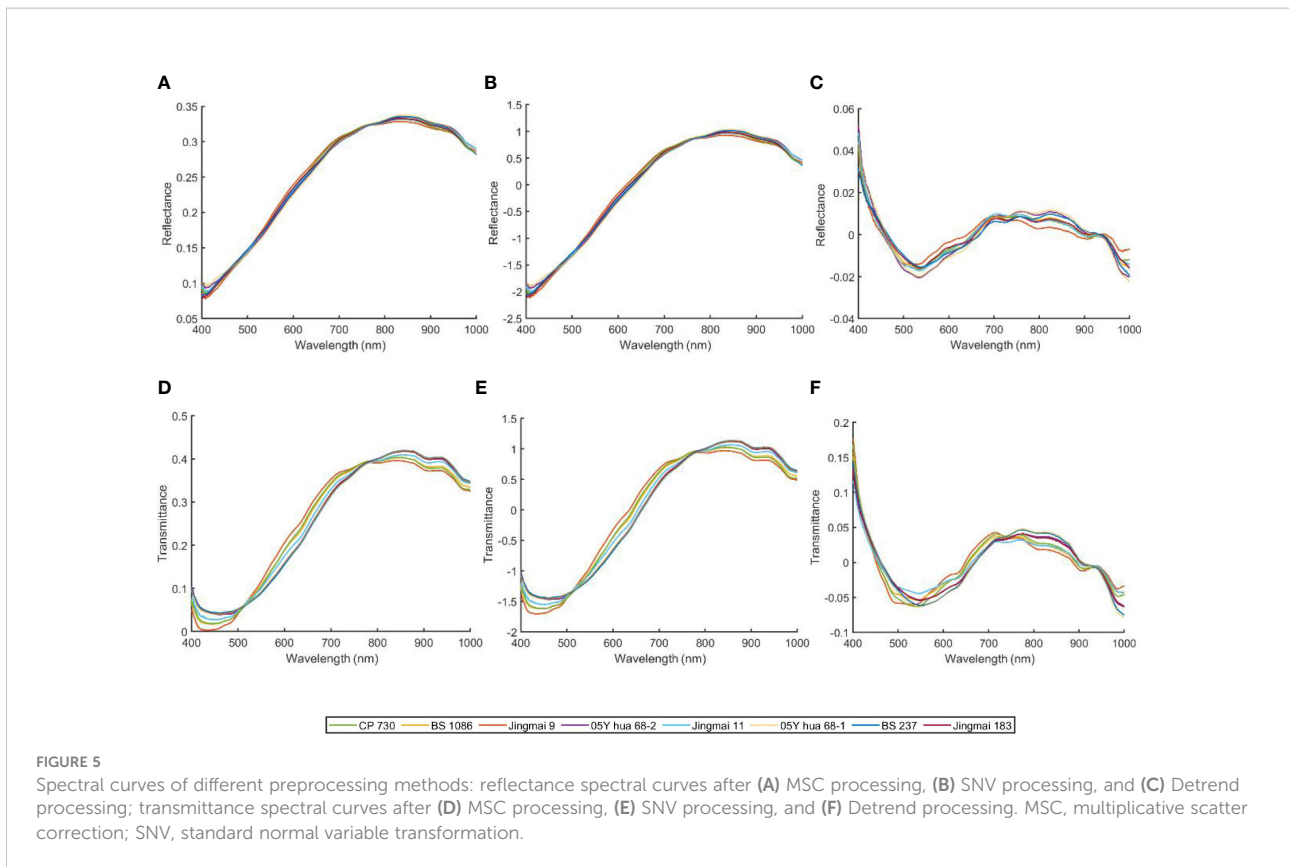 A
0.35
0.3
0.25
0.2
0.15
0.1
0.05
Reflectance
400 500 600 700 800 900 1000
Wavelength (nm)
B
1.5
1
0.5
0
-0.5
-1
-1.5
-2
-2.5
Reflectance
400 500 600 700 800 900 1000
Wavelength (nm)
C
0.06
0.04
0.02
0
-0.02
-0.04
Reflectance
400 500 600 700 800 900 1000
Wavelength (nm)
D
0.5
0.4
0.3
0.2
0.1
0
Transmittance
400 500 600 700 800 900 1000
Wavelength (nm)
E
1.5
1
0.5
0
-0.5
-1
-1.5
-2
Transmittance
400 500 600 700 800 900 1000
Wavelength (nm)
F
0.2
0.15
0.1
0.05
0
-0.05
-0.1
Transmittance
400 500 600 700 800 900 1000
Wavelength (nm)
CP 730 BS 1086 Jingmai 9 05Y hua 68-2 Jingmai 11 05Y hua 68-1 BS 237 Jingmai 183
FIGURE 5
Spectral curves of different preprocessing methods: reflectance spectral curves after (A) MSC processing, (B) SNV processing, and (C) Detrend
processing; transmittance spectral curves after (D) MSC processing, (E) SNV processing, and (F) Detrend processing. MSC, multiplicative scatter
correction; SNV, standard normal variable transformation.